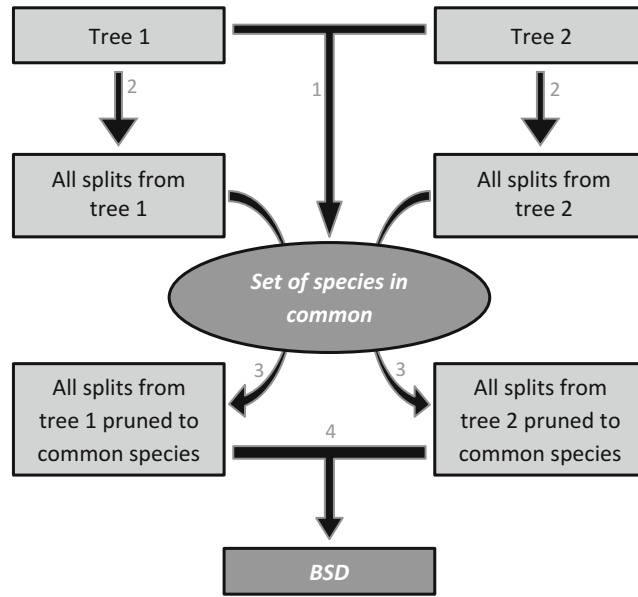 Tree 1
Tree 2
2
1
2
All splits from
tree 1
All splits from
tree 2
Set of species in
common
3
3
All splits from
tree 1 pruned to
common species
4
All splits from
tree 2 pruned to
common species
BSD